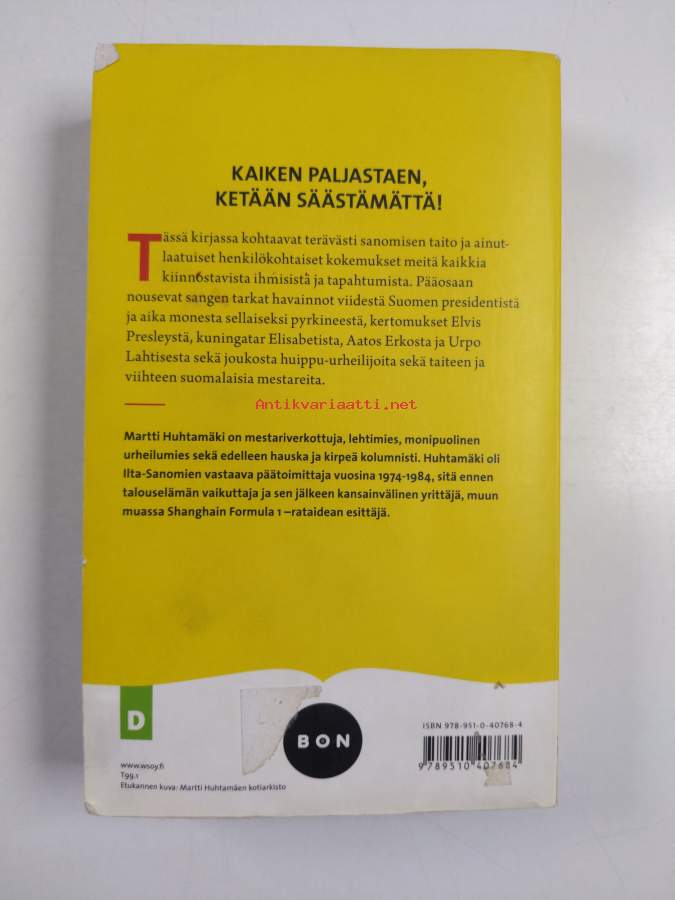 KAIKEN PALJASTAEN,
KETÄÄN SÄÄSTÄMÄTTÄ!
Tässä kirjassa kohtaavat terävästi sanomisen taito ja ainut-
laatuiset henkilökohtaiset kokemukset meitä kaikkia
kiinnostavista ihmisistä ja tapahtumista. Pääosaan
nousevat sangen tarkat havainnot viidestä Suomen presidentistä
ja aika monesta sellaiseksi pyrkineestä, kertomukset Elvis
Presleystä, kuningatar Elisabetista, Aatos Erkosta ja Urpo
Lahtisesta sekä joukosta huippu-urheilijoita sekä taiteen ja
viihteen suomalaisia mestareita.
Antikvariaatti.net
Martti Huhtamäki on mestariverkottuja, lehtimies, monipuolinen
urheilumies sekä edelleen hauska ja kirpeä kolumnisti. Huhtamäki oli
Ilta-Sanomien vastaava päätoimittaja vuosina 1974-1984, sitä ennen
talouselämän vaikuttaja ja sen jälkeen kansainvälinen yrittäjä, muun
muassa Shanghain Formula 1 –rataidean esittäjä.
D
BON
ISBN 978-951-0-40768-4
9789510407684
www.wsoy.fi
T99.1
Etukannen kuva: Martti Huhtamäen kotiarkisto